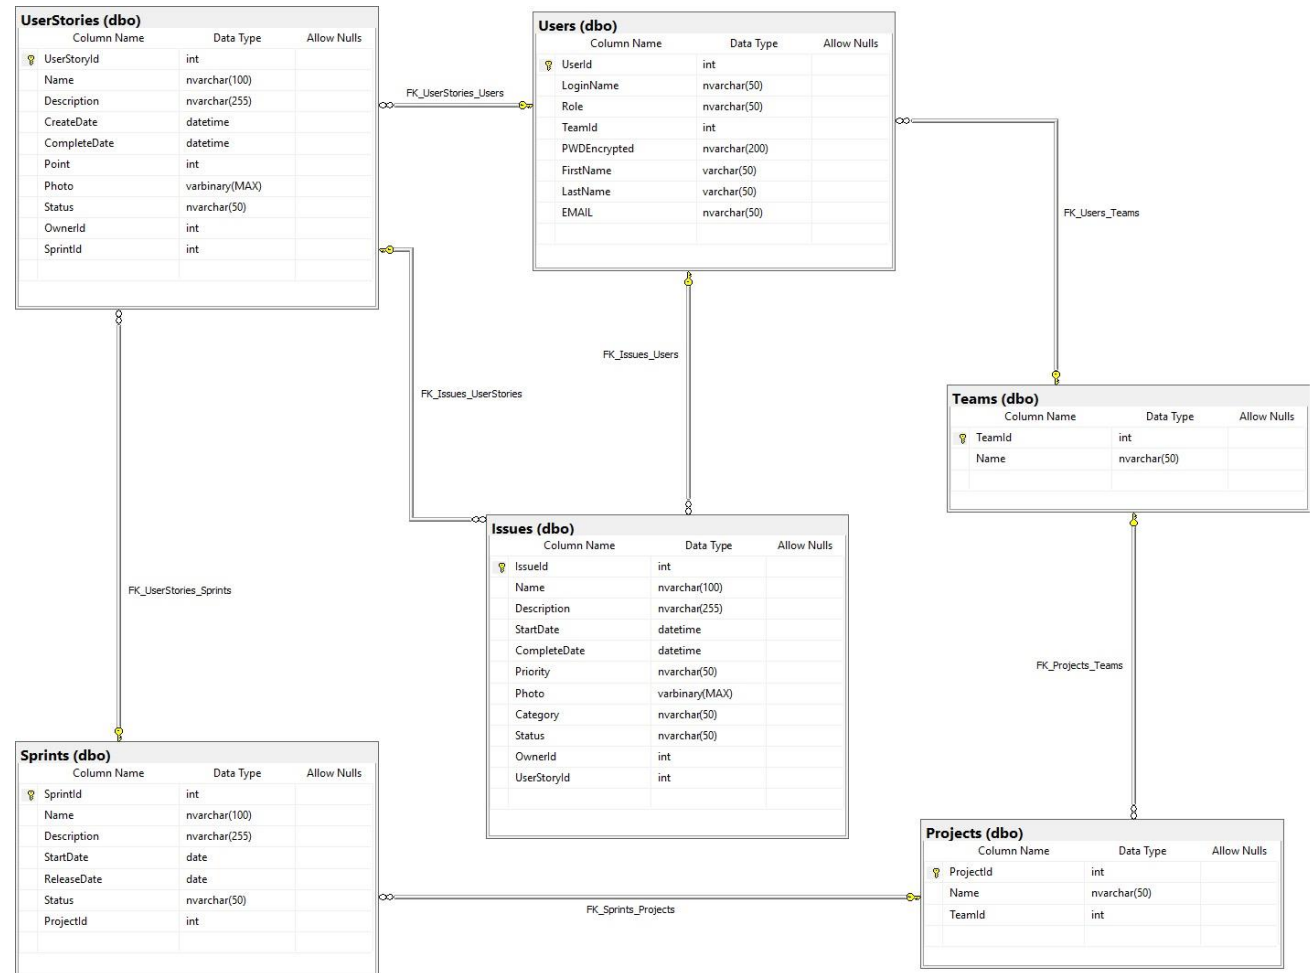 UserStories (dbo)
Column Name Data Type Allow Nulls
UserStoryId int
Name nvarchar(100)
Description nvarchar(255)
CreateDate datetime
CompleteDate datetime
Point int
Photo varbinary(MAX)
Status nvarchar(50)
OwnerId int
SprintId int
FK_UserStories_Users
Users (dbo)
Column Name Data Type Allow Nulls
UserId int
LoginName nvarchar(50)
Role nvarchar(50)
TeamId int
PWDEncrypted nvarchar(200)
FirstName varchar(50)
LastName varchar(50)
EMAIL nvarchar(50)
FK_Users_Teams
FK_Issues_Users
FK_Issues_UserStories
Teams (dbo)
Column Name Data Type Allow Nulls
TeamId int
Name nvarchar(50)
Issues (dbo)
Column Name Data Type Allow Nulls
IssueId int
Name nvarchar(100)
Description nvarchar(255)
StartDate datetime
CompleteDate datetime
Priority nvarchar(50)
Photo varbinary(MAX)
Category nvarchar(50)
Status nvarchar(50)
OwnerId int
UserStoryId int
FK_UserStories_Sprints
FK_Projects_Teams
Sprints (dbo)
Column Name Data Type Allow Nulls
SprintId int
Name nvarchar(100)
Description nvarchar(255)
StartDate date
ReleaseDate date
Status nvarchar(50)
ProjectId int
FK_Sprints_Projects
Projects (dbo)
Column Name Data Type Allow Nulls
ProjectId int
Name nvarchar(50)
TeamId int